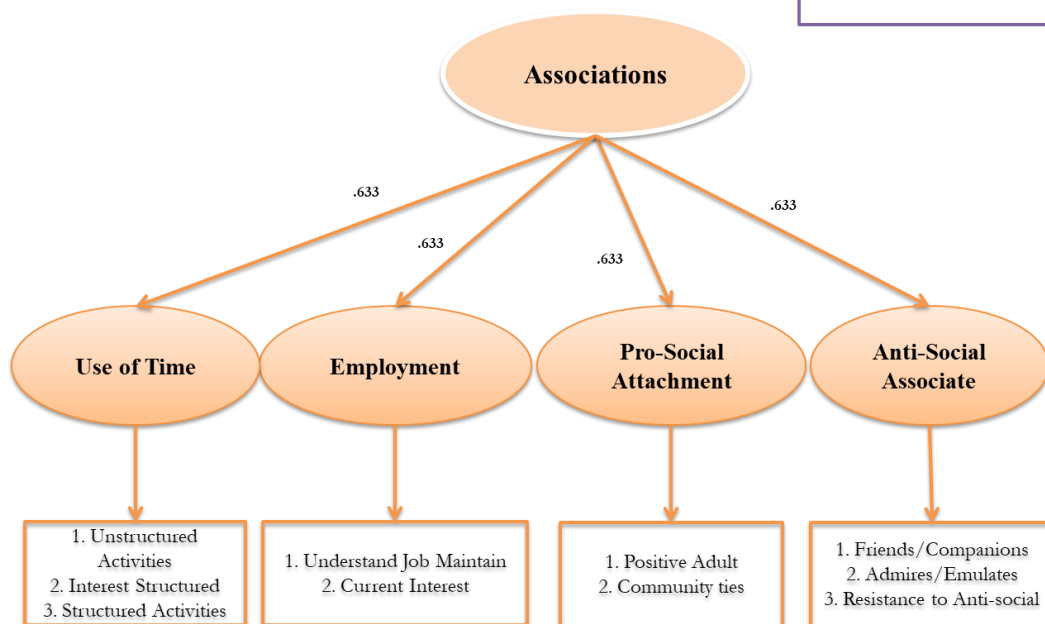 Associations
.633
.633
.633
.633
Use of Time
Employment
Pro-Social
Attachment
Anti-Social
Associate
1. Unstructured
Activities
2. Interest Structured
3. Structured Activities
1. Understand Job Maintain
2. Current Interest
1. Positive Adult
2. Community ties
1. Friends/Companions
2. Admires/Emulates
3. Resistance to Anti-social